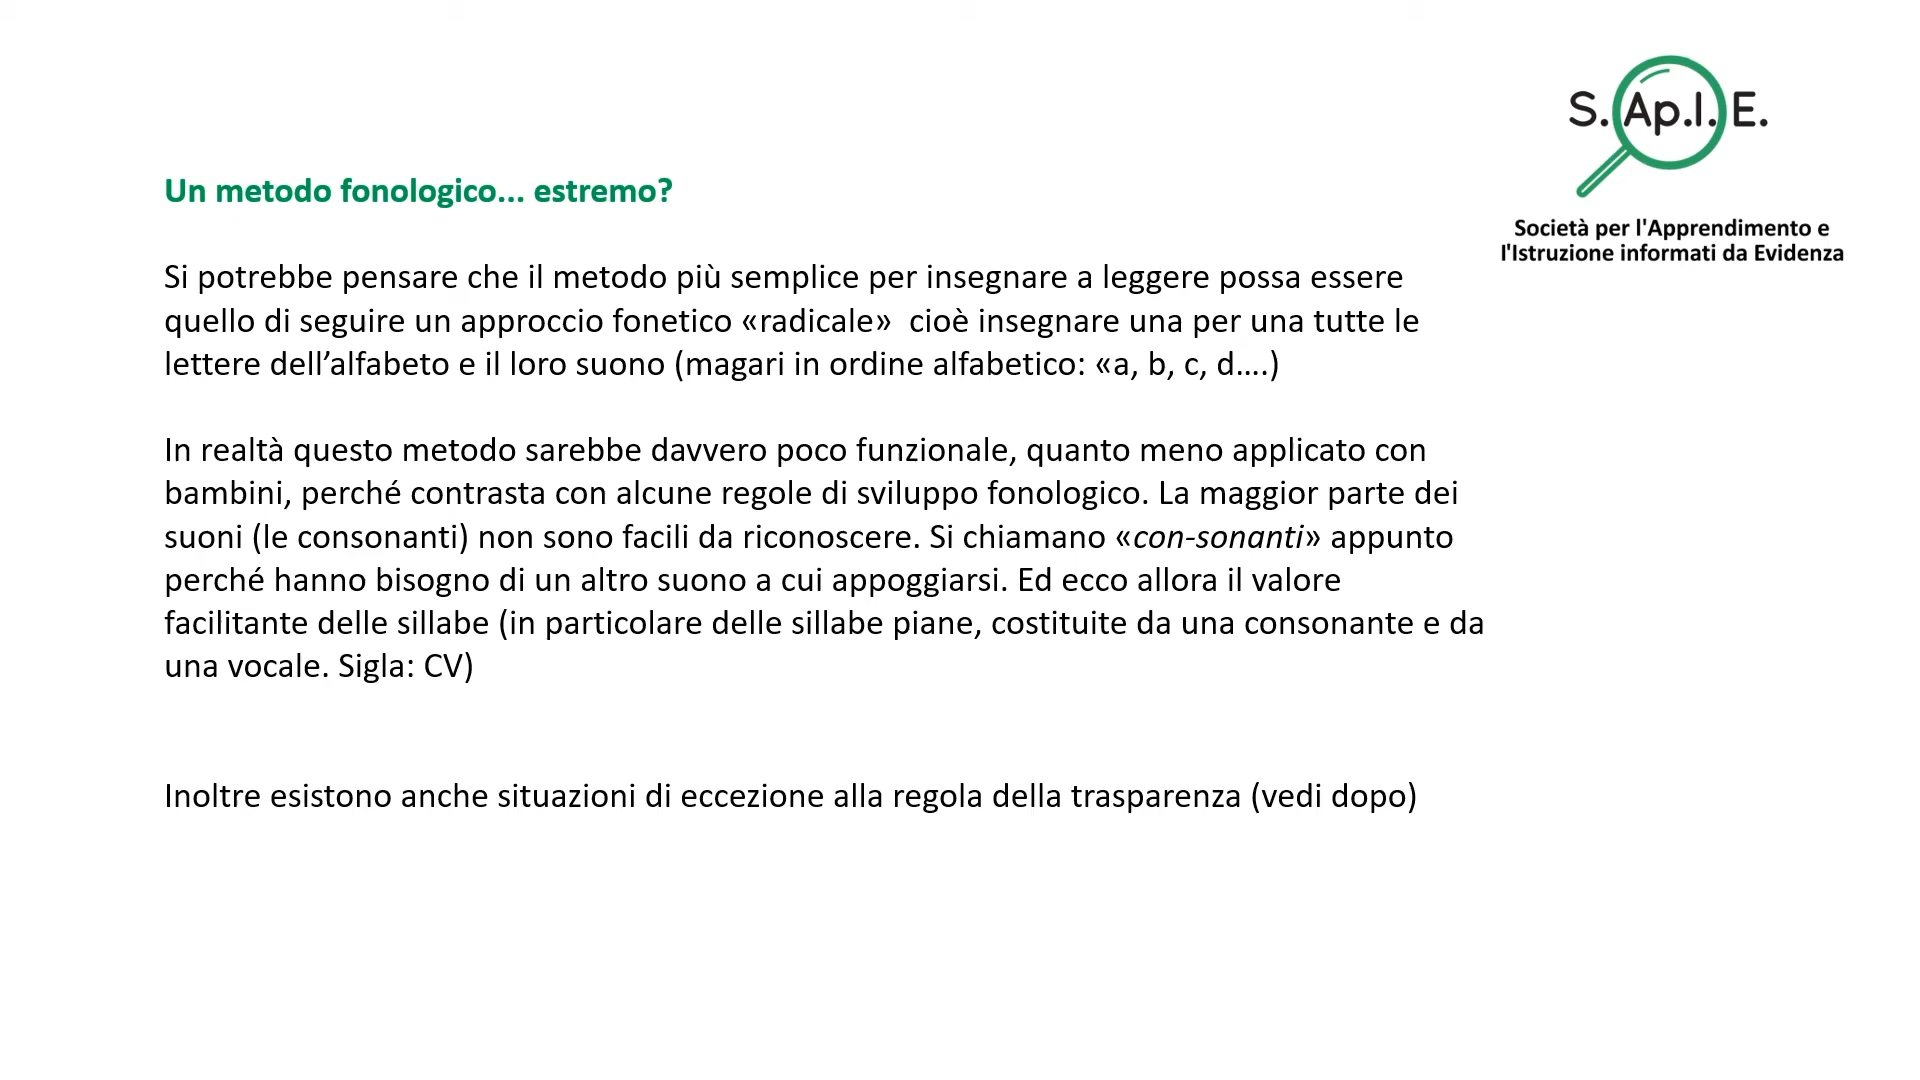 S. Ap.I. E.
Società per l'Apprendimento e
l'Istruzione informati da Evidenza
Un metodo fonologico... estremo?
Si potrebbe pensare che il metodo più semplice per insegnare a leggere possa essere
quello di seguire un approccio fonetico «radicale»  cioè insegnare una per una tutte le
lettere dell’alfabeto e il loro suono (magari in ordine alfabetico: «a, b, c, d….)
In realtà questo metodo sarebbe davvero poco funzionale, quanto meno applicato con
bambini, perché contrasta con alcune regole di sviluppo fonologico. La maggior parte dei
suoni (le consonanti) non sono facili da riconoscere. Si chiamano «con-sonanti» appunto
perché hanno bisogno di un altro suono a cui appoggiarsi. Ed ecco allora il valore
facilitante delle sillabe (in particolare delle sillabe piane, costituite da una consonante e da
una vocale. Sigla: CV)
Inoltre esistono anche situazioni di eccezione alla regola della trasparenza (vedi dopo)